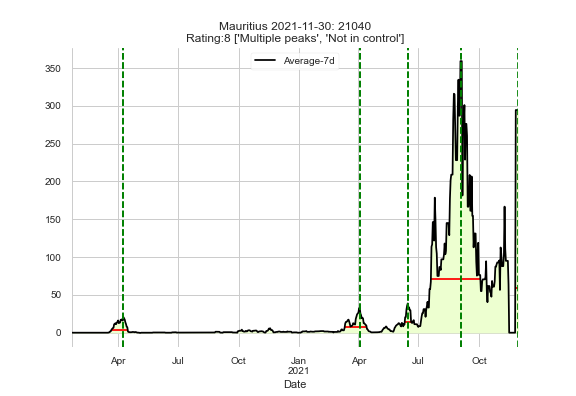 Mauritius 2021-11-30: 21040
Rating:8 ['Multiple peaks', 'Not in control']
Average-7d
350
300
250
200
150
100
50
0
Apr Jul Oct Jan Apr Jul Oct
2021
Date